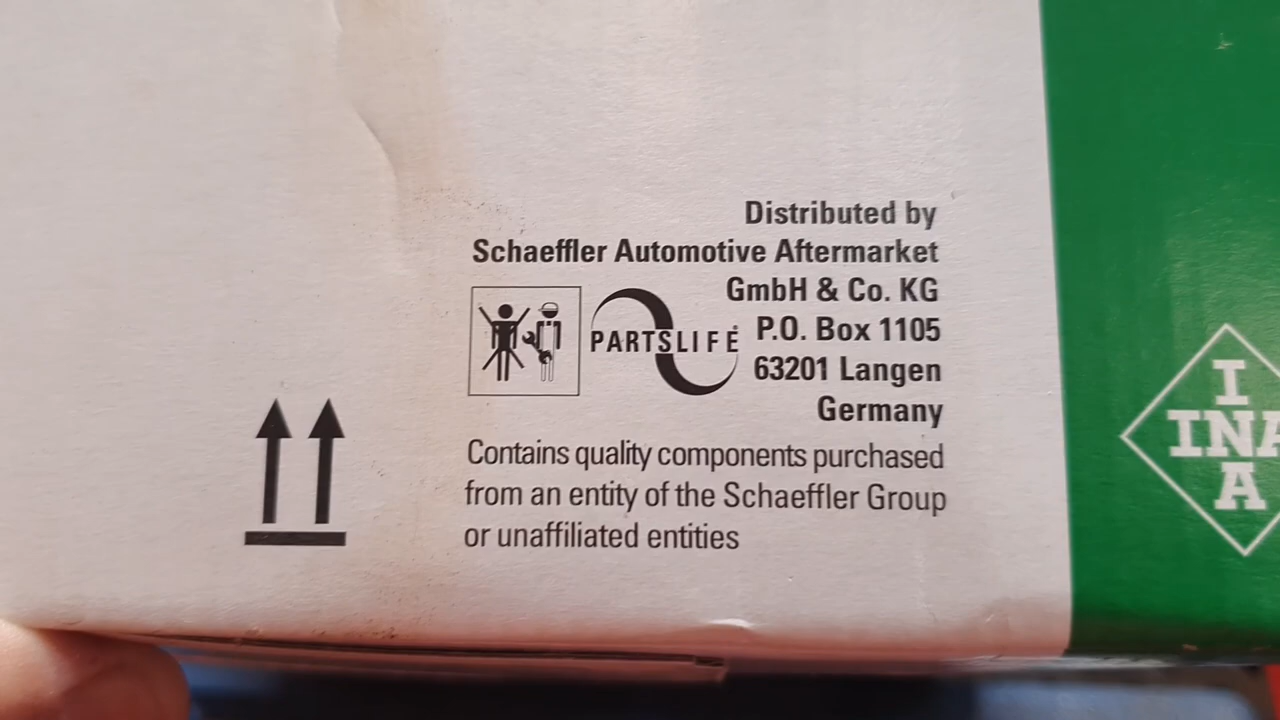 Distributed by
Schaeffler Automotive Aftermarket
GmbH & Co. KG
PARTSLIFE
P.O. Box 1105
63201 Langen
Germany
Contains quality components purchased
from an entity of the Schaeffler Group
or unaffiliated entities
I
INA
A